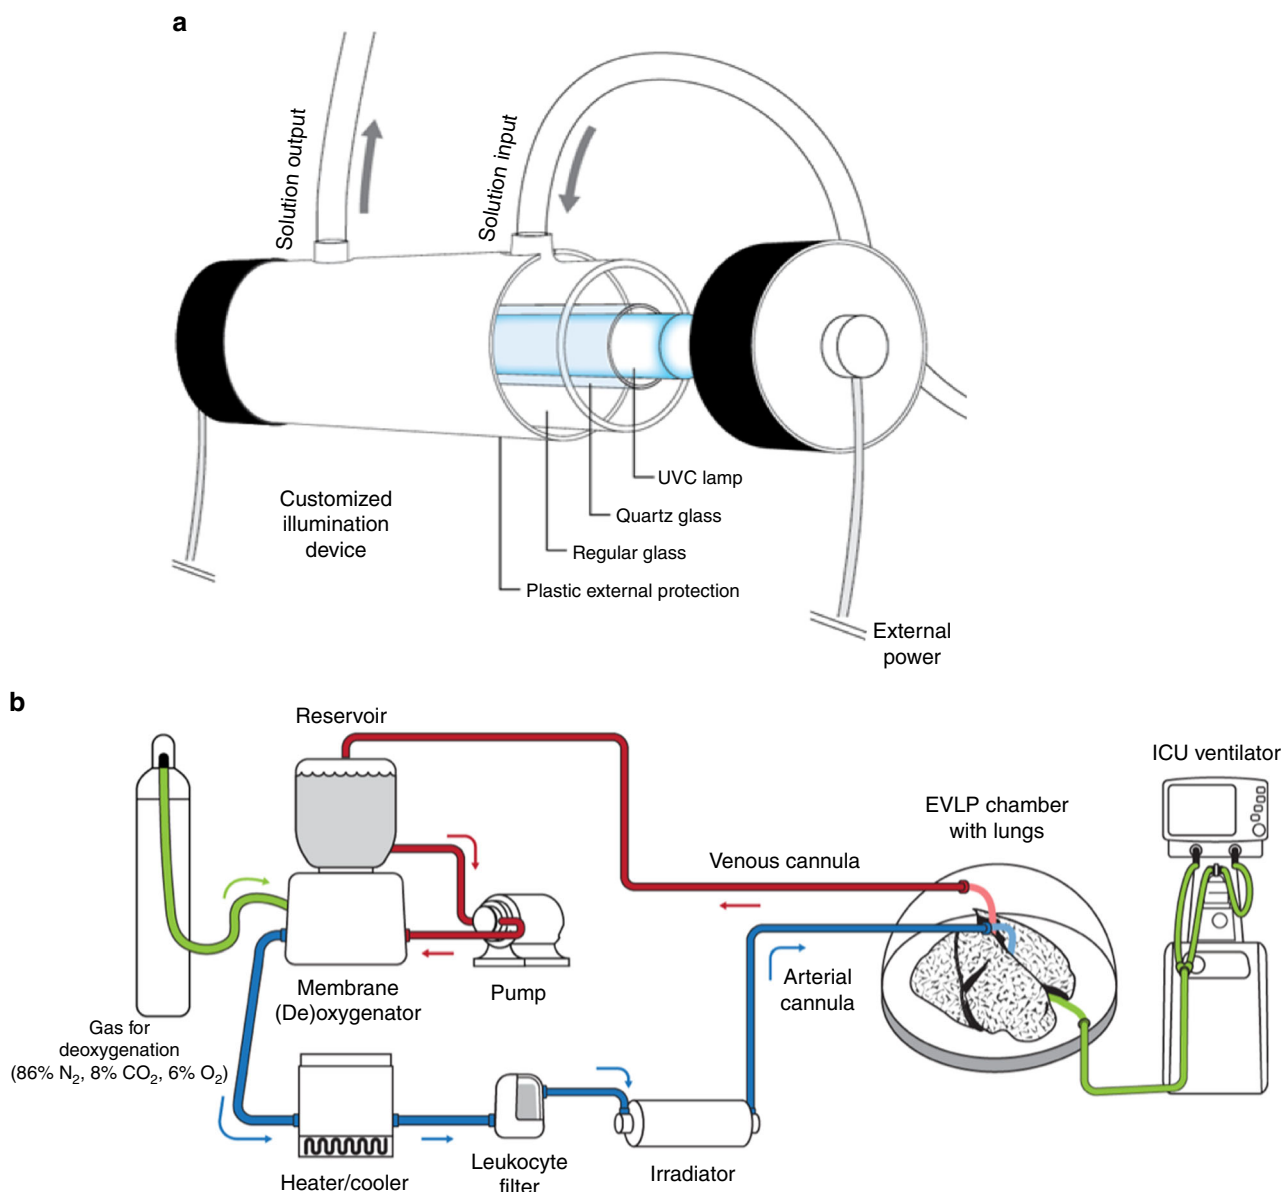 a
Solution output
Solution input
UVC lamp
Quartz glass
Regular glass
Plastic external protection
Customized
illumination
device
External
power
b
Reservoir
ICU ventilator
EVLP chamber
with lungs
Venous cannula
Arterial
cannula
Membrane
(De)oxygenator
Pump
Gas for
deoxygenation
(86% N₂, 8% CO₂, 6% O₂)
Heater/cooler
Leukocyte
filter
Irradiator